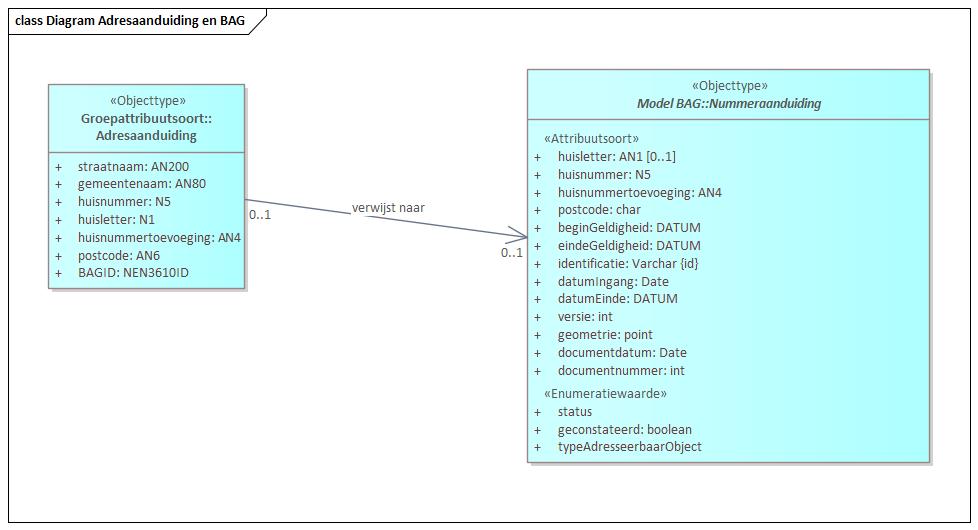 class Diagram Adresaanduiding en BAG
«Objecttype»
Groepattribuutsoort::
Adresaanduiding
+ straatnaam: AN200
+ gemeentenaam: AN80
+ huisnummer: N5
+ huisletter: N1
+ huisnummertoevoeging: AN4
+ postcode: AN6
+ BAGID: NEN3610ID
0..1
verwijst naar
0..1
«Objecttype»
Model BAG::Nummeraanduiding
«Attribuutsoort»
+ huisletter: AN1 [0..1]
+ huisnummer: N5
+ huisnummertoevoeging: AN4
+ postcode: char
+ beginGeldigheid: DATUM
+ eindeGeldigheid: DATUM
+ identificatie: Varchar {id}
+ datumIngang: Date
+ datumEinde: DATUM
+ versie: int
+ geometrie: point
+ documentdatum: Date
+ documentnummer: int
«Enumeratiewaarde»
+ status
+ geconstateerd: boolean
+ typeAdresseerbaarObject